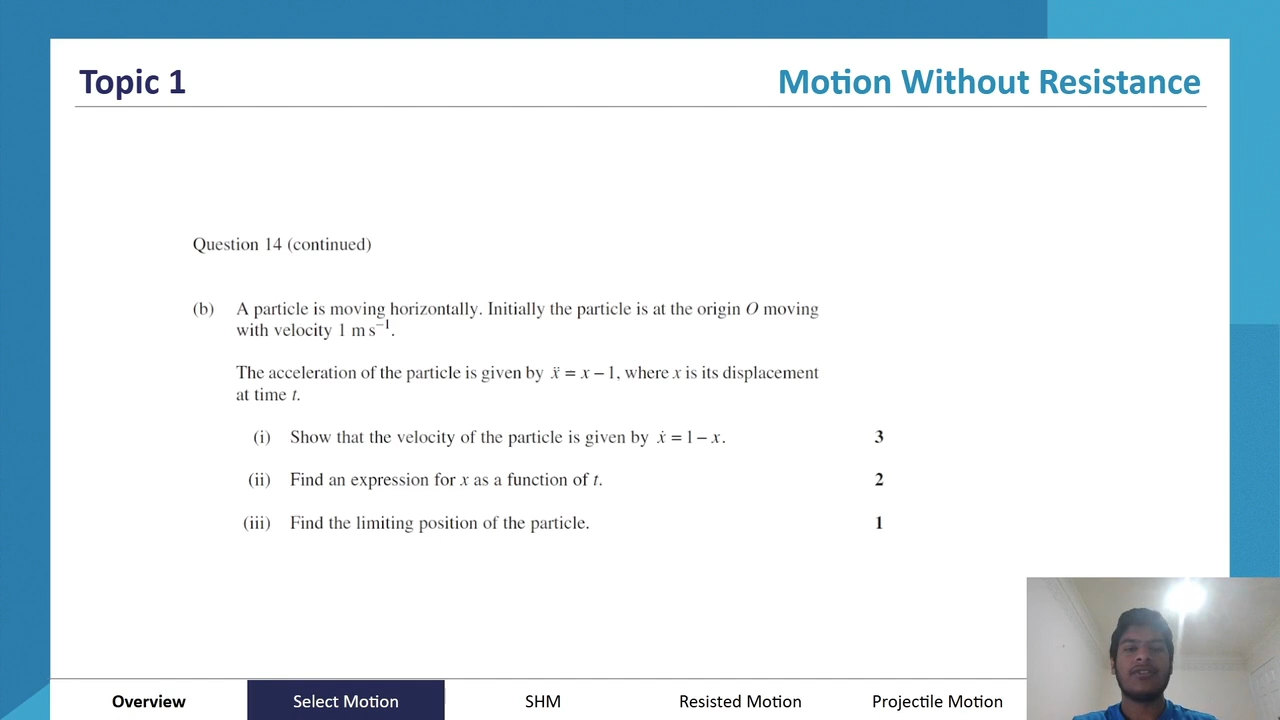 Topic 1
Motion Without Resistance
Question 14 (continued)
(b) A particle is moving horizontally. Initially the particle is at the origin O moving
with velocity 1 m s⁻¹.
The acceleration of the particle is given by ẍ = x – 1, where x is its displacement
at time t.
(i) Show that the velocity of the particle is given by ẋ = 1 – x. 3
(ii) Find an expression for x as a function of t. 2
(iii) Find the limiting position of the particle. 1
Overview Select Motion SHM Resisted Motion Projectile Motion